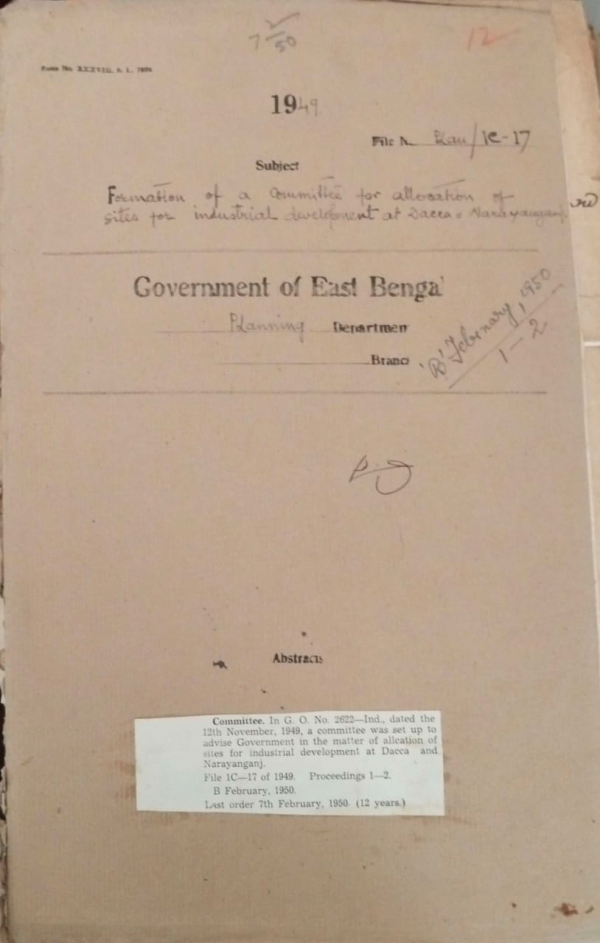 7 2/50
12
Form No. XXXVIII, S. L., 789a
1949
File N. Plan/1C-17
Subject
Formation of a Committee for allocation of
sites for industrial development at Dacca & Narayanganj.
Government of East Benga
Planning Departmen
Branc
'B' February, 1950
1-2
Abstracts
Committee. In G. O. No. 2622—Ind., dated the
12th November, 1949, a committee was set up to
advise Government in the matter of allcation of
sites for industrial development at Dacca and
Narayanganj.
File 1C—17 of 1949. Proceedings 1—2.
B February, 1950.
Last order 7th February, 1950 (12 years.)